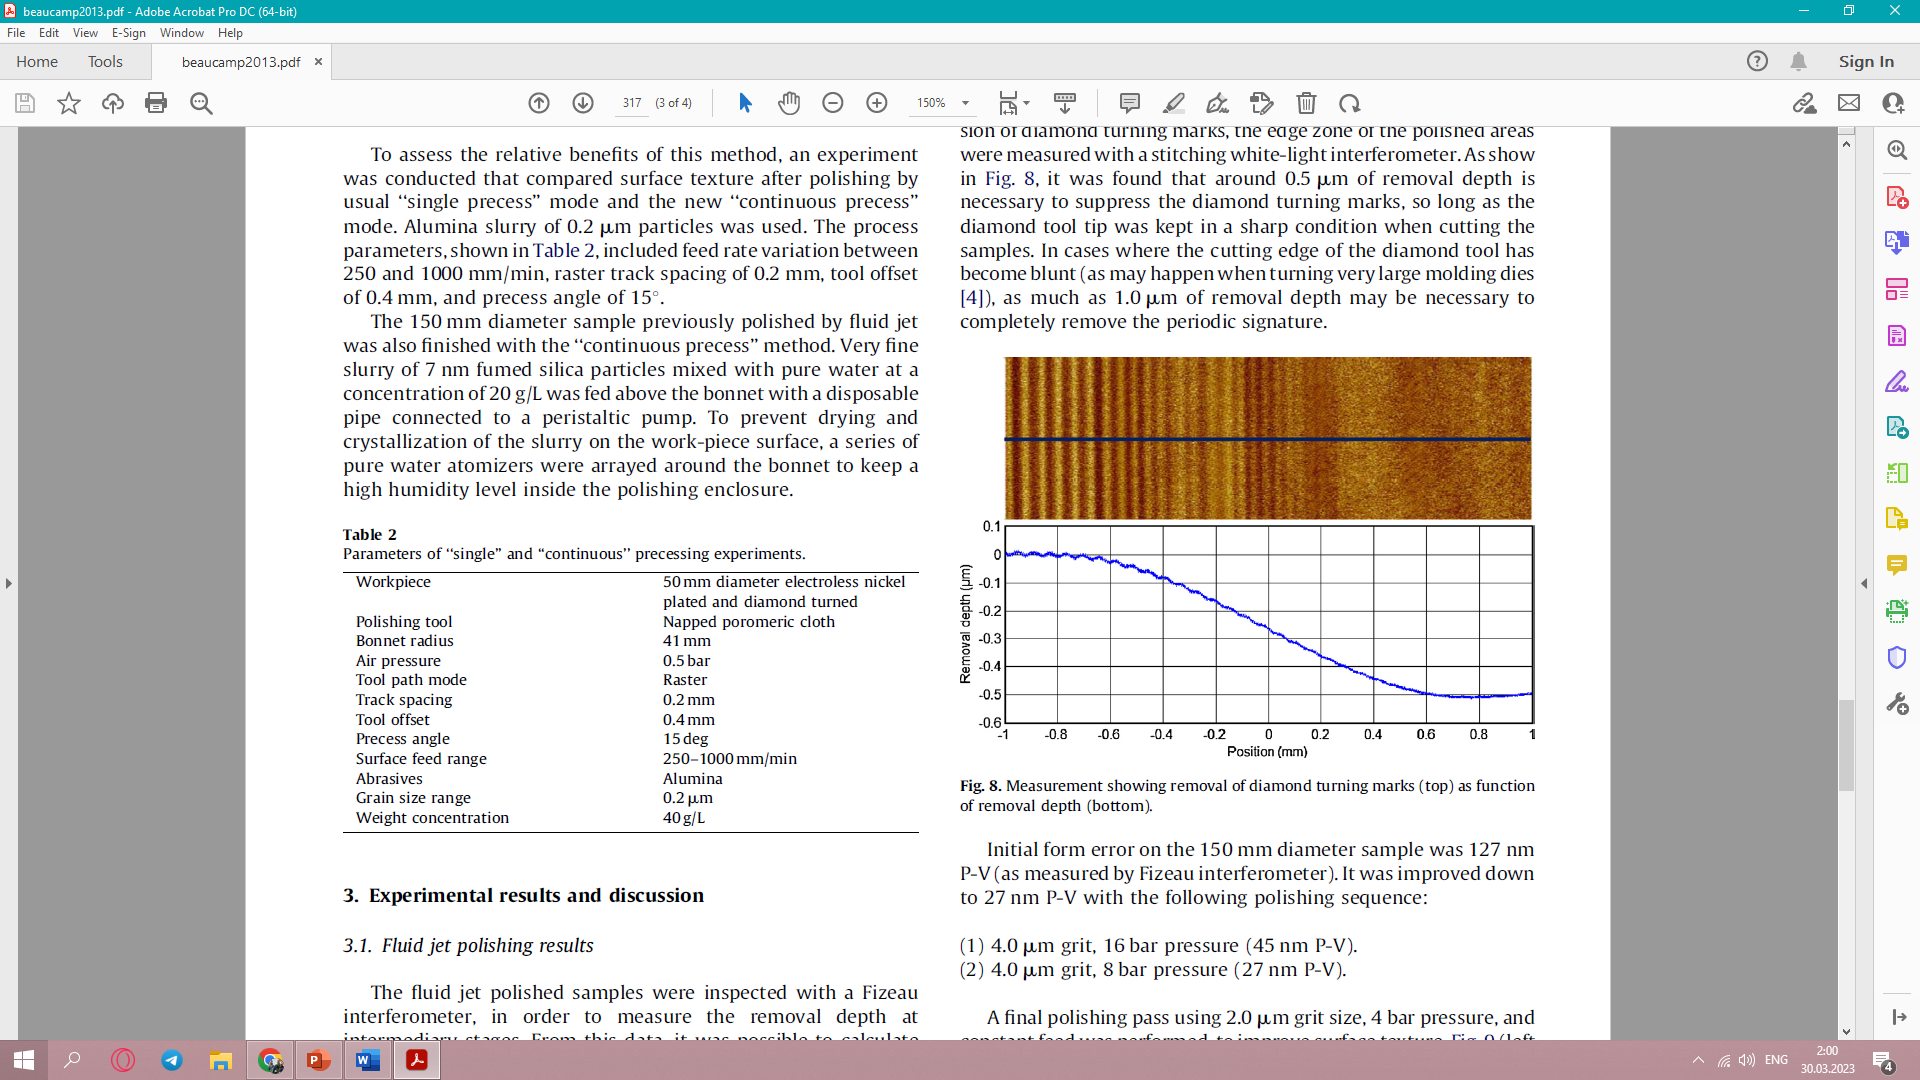 beaucamp2013.pdf - Adobe Acrobat Pro DC (64-bit)
File Edit View E-Sign Window Help
Home Tools beaucamp2013.pdf × Sign In
317 (3 of 4) 150%
To assess the relative benefits of this method, an experiment
was conducted that compared surface texture after polishing by
usual ‘‘single precess” mode and the new ‘‘continuous precess”
mode. Alumina slurry of 0.2 μm particles was used. The process
parameters, shown in Table 2, included feed rate variation between
250 and 1000 mm/min, raster track spacing of 0.2 mm, tool offset
of 0.4 mm, and precess angle of 15°.
The 150 mm diameter sample previously polished by fluid jet
was also finished with the ‘‘continuous precess” method. Very fine
slurry of 7 nm fumed silica particles mixed with pure water at a
concentration of 20 g/L was fed above the bonnet with a disposable
pipe connected to a peristaltic pump. To prevent drying and
crystallization of the slurry on the work-piece surface, a series of
pure water atomizers were arrayed around the bonnet to keep a
high humidity level inside the polishing enclosure.
Table 2
Parameters of ‘‘single” and “continuous” precessing experiments.
Workpiece 50 mm diameter electroless nickel
plated and diamond turned
Polishing tool Napped poromeric cloth
Bonnet radius 41 mm
Air pressure 0.5 bar
Tool path mode Raster
Track spacing 0.2 mm
Tool offset 0.4 mm
Precess angle 15 deg
Surface feed range 250–1000 mm/min
Abrasives Alumina
Grain size range 0.2 μm
Weight concentration 40 g/L
3. Experimental results and discussion
3.1. Fluid jet polishing results
The fluid jet polished samples were inspected with a Fizeau
interferometer, in order to measure the removal depth at
intermediary stages. From this data, it was possible to calculate
sion of diamond turning marks, the edge zone of the polished areas
were measured with a stitching white-light interferometer. As show
in Fig. 8, it was found that around 0.5 μm of removal depth is
necessary to suppress the diamond turning marks, so long as the
diamond tool tip was kept in a sharp condition when cutting the
samples. In cases where the cutting edge of the diamond tool has
become blunt (as may happen when turning very large molding dies
[4]), as much as 1.0 μm of removal depth may be necessary to
completely remove the periodic signature.
0.1
0
-0.1
-0.2
-0.3
-0.4
-0.5
-0.6
Removal depth (μm)
-1 -0.8 -0.6 -0.4 -0.2 0 0.2 0.4 0.6 0.8 1
Position (mm)
Fig. 8. Measurement showing removal of diamond turning marks (top) as function
of removal depth (bottom).
Initial form error on the 150 mm diameter sample was 127 nm
P-V (as measured by Fizeau interferometer). It was improved down
to 27 nm P-V with the following polishing sequence:
(1) 4.0 μm grit, 16 bar pressure (45 nm P-V).
(2) 4.0 μm grit, 8 bar pressure (27 nm P-V).
A final polishing pass using 2.0 μm grit size, 4 bar pressure, and
constant feed was performed, to improve surface texture. Fig. 9 (left
ENG
2:00
30.03.2023
4